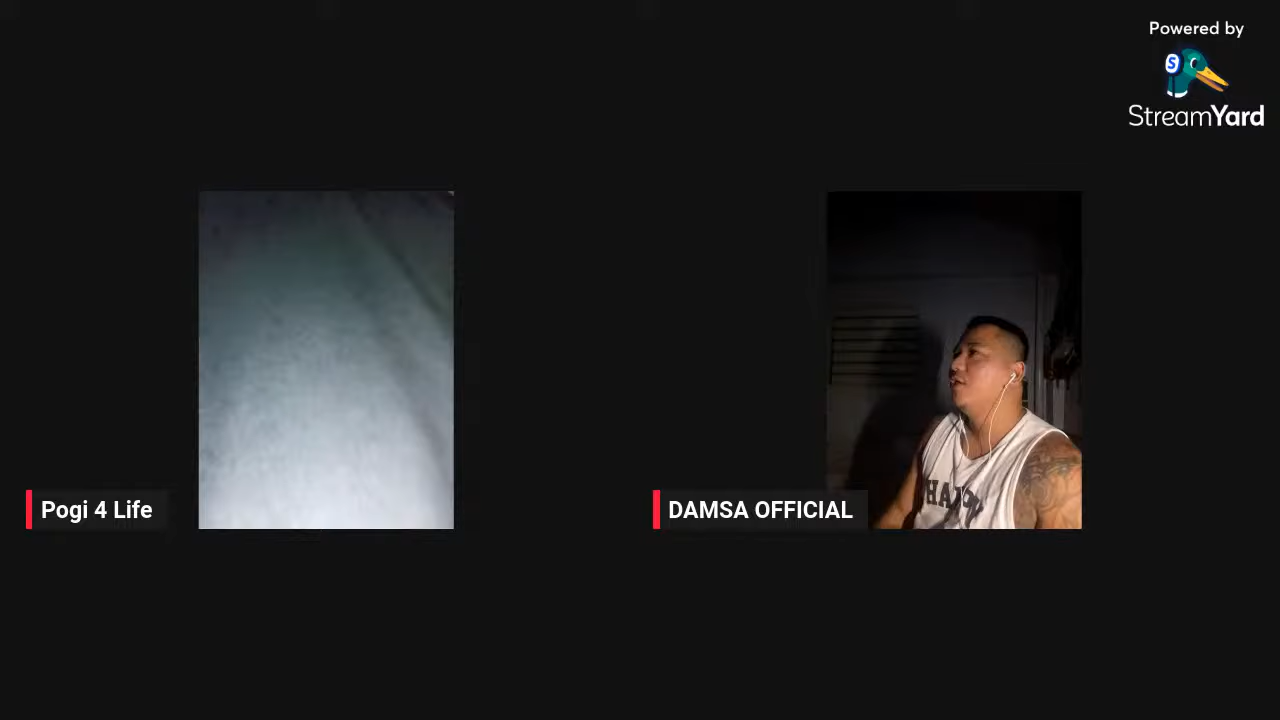 Powered by
S
StreamYard
Pogi 4 Life
DAMSA OFFICIAL